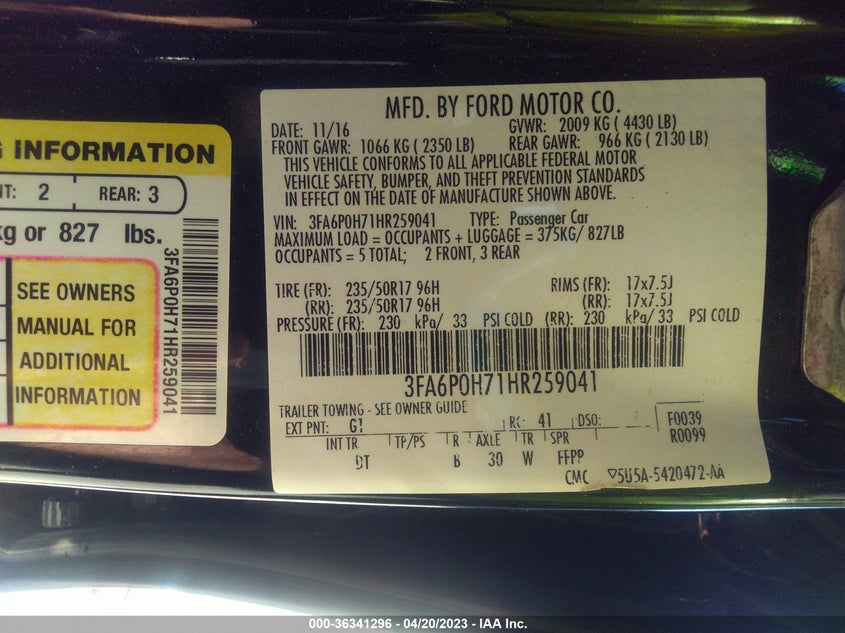 G INFORMATION
NT: 2 REAR: 3
kg or 827 lbs.
SEE OWNERS
MANUAL FOR
ADDITIONAL
INFORMATION
3FA6P0H71HR259041
MFD. BY FORD MOTOR CO.
DATE: 11/16 GVWR: 2009 KG (4430 LB)
FRONT GAWR: 1066 KG (2350 LB) REAR GAWR: 966 KG (2130 LB)
THIS VEHICLE CONFORMS TO ALL APPLICABLE FEDERAL MOTOR
VEHICLE SAFETY, BUMPER, AND THEFT PREVENTION STANDARDS
IN EFFECT ON THE DATE OF MANUFACTURE SHOWN ABOVE.
VIN: 3FA6P0H71HR259041 TYPE: Passenger Car
MAXIMUM LOAD = OCCUPANTS + LUGGAGE = 375KG/ 827LB
OCCUPANTS = 5 TOTAL; 2 FRONT, 3 REAR
TIRE (FR): 235/50R17 96H RIMS (FR): 17x7.5J
(RR): 235/50R17 96H (RR): 17x7.5J
PRESSURE (FR): 230 kPa/ 33 PSI COLD (RR): 230 kPa/ 33 PSI COLD
3FA6P0H71HR259041
TRAILER TOWING - SEE OWNER GUIDE
EXT PNT: G1 RC: 41 DSO: F0039
INT TR TP/PS R AXLE TR SPR R0099
DT B 30 W FFPP
CMC ▽5U5A-5420472-AA
000-36341296 - 04/20/2023 - IAA Inc.